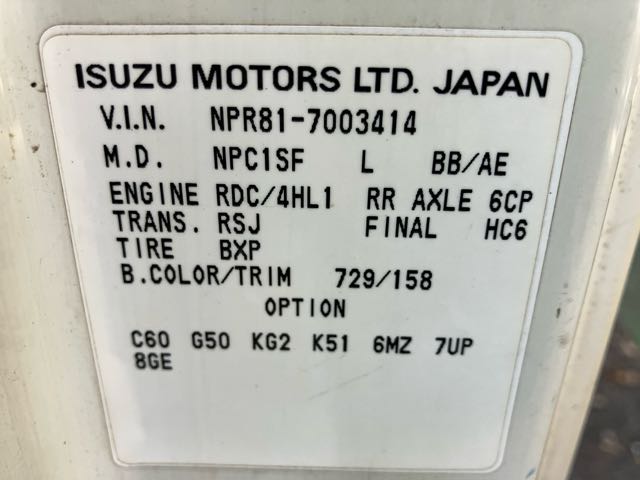 ISUZU MOTORS LTD. JAPAN
V.I.N. NPR81-7003414
M.D. NPC1SF L BB/AE
ENGINE RDC/4HL1 RR AXLE 6CP
TRANS. RSJ FINAL HC6
TIRE BXP
B.COLOR/TRIM 729/158
OPTION
C60 G50 KG2 K51 6MZ 7UP
8GE